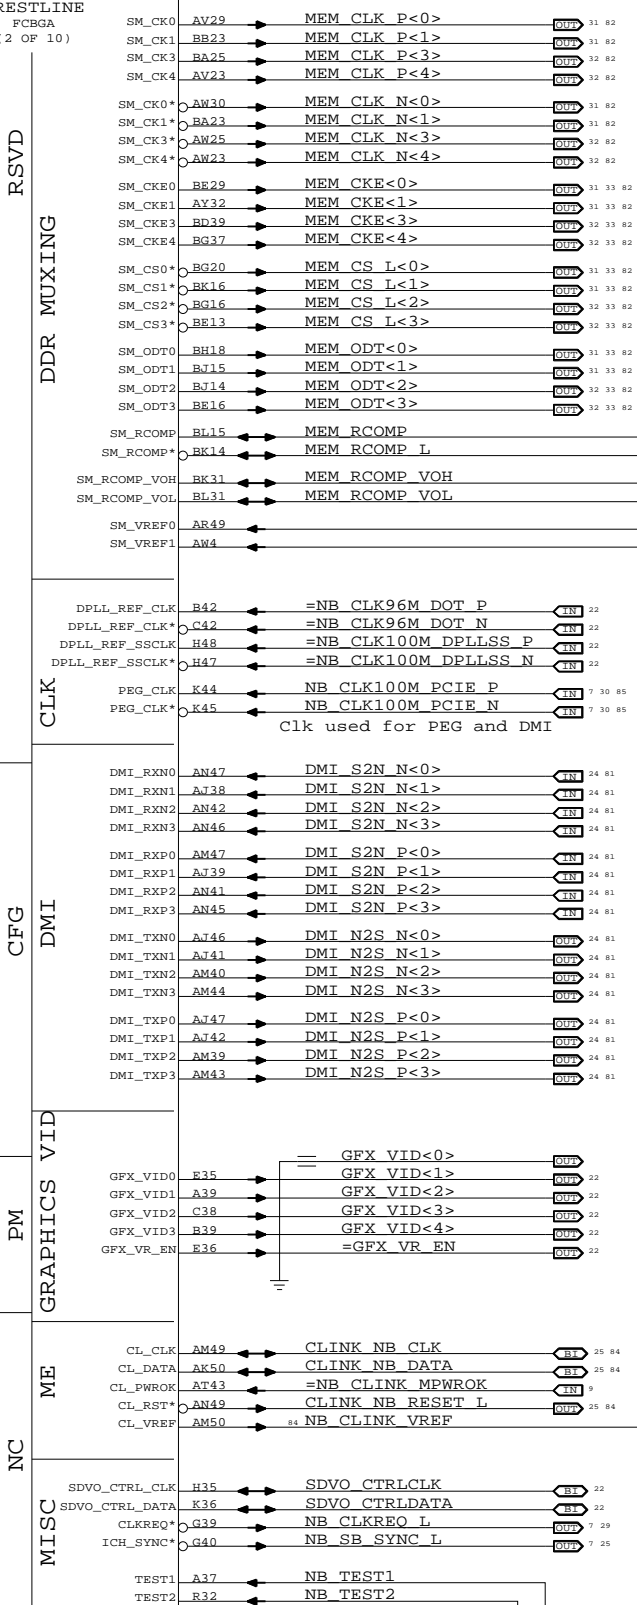 RESTLINE
FCBGA
(2 OF 10)
RSVD
CFG
PM
NC
DDR MUXING
SM_CK0 AV29 MEM_CLK_P<0> OUT 31 82
SM_CK1 BB23 MEM_CLK_P<1> OUT 31 82
SM_CK3 BA25 MEM_CLK_P<3> OUT 32 82
SM_CK4 AV23 MEM_CLK_P<4> OUT 32 82
SM_CK0* AW30 MEM_CLK_N<0> OUT 31 82
SM_CK1* BA23 MEM_CLK_N<1> OUT 31 82
SM_CK3* AW25 MEM_CLK_N<3> OUT 32 82
SM_CK4* AW23 MEM_CLK_N<4> OUT 32 82
SM_CKE0 BE29 MEM_CKE<0> OUT 31 33 82
SM_CKE1 AY32 MEM_CKE<1> OUT 31 33 82
SM_CKE3 BD39 MEM_CKE<3> OUT 32 33 82
SM_CKE4 BG37 MEM_CKE<4> OUT 32 33 82
SM_CS0* BG20 MEM_CS_L<0> OUT 31 33 82
SM_CS1* BK16 MEM_CS_L<1> OUT 31 33 82
SM_CS2* BG16 MEM_CS_L<2> OUT 32 33 82
SM_CS3* BE13 MEM_CS_L<3> OUT 32 33 82
SM_ODT0 BH18 MEM_ODT<0> OUT 31 33 82
SM_ODT1 BJ15 MEM_ODT<1> OUT 31 33 82
SM_ODT2 BJ14 MEM_ODT<2> OUT 32 33 82
SM_ODT3 BE16 MEM_ODT<3> OUT 32 33 82
SM_RCOMP BL15 MEM_RCOMP
SM_RCOMP* BK14 MEM_RCOMP_L
SM_RCOMP_VOH BK31 MEM_RCOMP_VOH
SM_RCOMP_VOL BL31 MEM_RCOMP_VOL
SM_VREF0 AR49
SM_VREF1 AW4
CLK
DPLL_REF_CLK B42 =NB_CLK96M_DOT_P IN 22
DPLL_REF_CLK* C42 =NB_CLK96M_DOT_N IN 22
DPLL_REF_SSCLK H48 =NB_CLK100M_DPLLSS_P IN 22
DPLL_REF_SSCLK* H47 =NB_CLK100M_DPLLSS_N IN 22
PEG_CLK K44 NB_CLK100M_PCIE_P IN 7 30 85
PEG_CLK* K45 NB_CLK100M_PCIE_N IN 7 30 85
Clk used for PEG and DMI
DMI
DMI_RXN0 AN47 DMI_S2N_N<0> IN 24 81
DMI_RXN1 AJ38 DMI_S2N_N<1> IN 24 81
DMI_RXN2 AN42 DMI_S2N_N<2> IN 24 81
DMI_RXN3 AN46 DMI_S2N_N<3> IN 24 81
DMI_RXP0 AM47 DMI_S2N_P<0> IN 24 81
DMI_RXP1 AJ39 DMI_S2N_P<1> IN 24 81
DMI_RXP2 AN41 DMI_S2N_P<2> IN 24 81
DMI_RXP3 AN45 DMI_S2N_P<3> IN 24 81
DMI_TXN0 AJ46 DMI_N2S_N<0> OUT 24 81
DMI_TXN1 AJ41 DMI_N2S_N<1> OUT 24 81
DMI_TXN2 AM40 DMI_N2S_N<2> OUT 24 81
DMI_TXN3 AM44 DMI_N2S_N<3> OUT 24 81
DMI_TXP0 AJ47 DMI_N2S_P<0> OUT 24 81
DMI_TXP1 AJ42 DMI_N2S_P<1> OUT 24 81
DMI_TXP2 AM39 DMI_N2S_P<2> OUT 24 81
DMI_TXP3 AM43 DMI_N2S_P<3> OUT 24 81
GRAPHICS VID
GFX_VID<0> OUT
GFX_VID0 E35 GFX_VID<1> OUT 22
GFX_VID1 A39 GFX_VID<2> OUT 22
GFX_VID2 C38 GFX_VID<3> OUT 22
GFX_VID3 B39 GFX_VID<4> OUT 22
GFX_VR_EN E36 =GFX_VR_EN OUT 22
ME
CL_CLK AM49 CLINK_NB_CLK BI 25 84
CL_DATA AK50 CLINK_NB_DATA BI 25 84
CL_PWROK AT43 =NB_CLINK_MPWROK IN 9
CL_RST* AN49 CLINK_NB_RESET_L OUT 25 84
CL_VREF AM50 84 NB_CLINK_VREF
MISC
SDVO_CTRL_CLK H35 SDVO_CTRLCLK BI 22
SDVO_CTRL_DATA K36 SDVO_CTRLDATA BI 22
CLKREQ* G39 NB_CLKREQ_L OUT 7 29
ICH_SYNC* G40 NB_SB_SYNC_L OUT 7 25
TEST1 A37 NB_TEST1
TEST2 R32 NB_TEST2